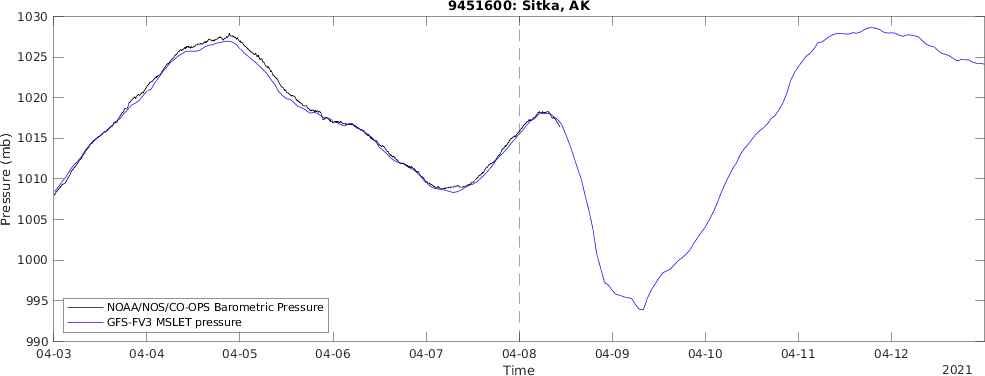 9451600: Sitka, AK
Pressure (mb)
1030
1025
1020
1015
1010
1005
1000
995
990
NOAA/NOS/CO-OPS Barometric Pressure
GFS-FV3 MSLET pressure
04-03 04-04 04-05 04-06 04-07 04-08 04-09 04-10 04-11 04-12
Time
2021